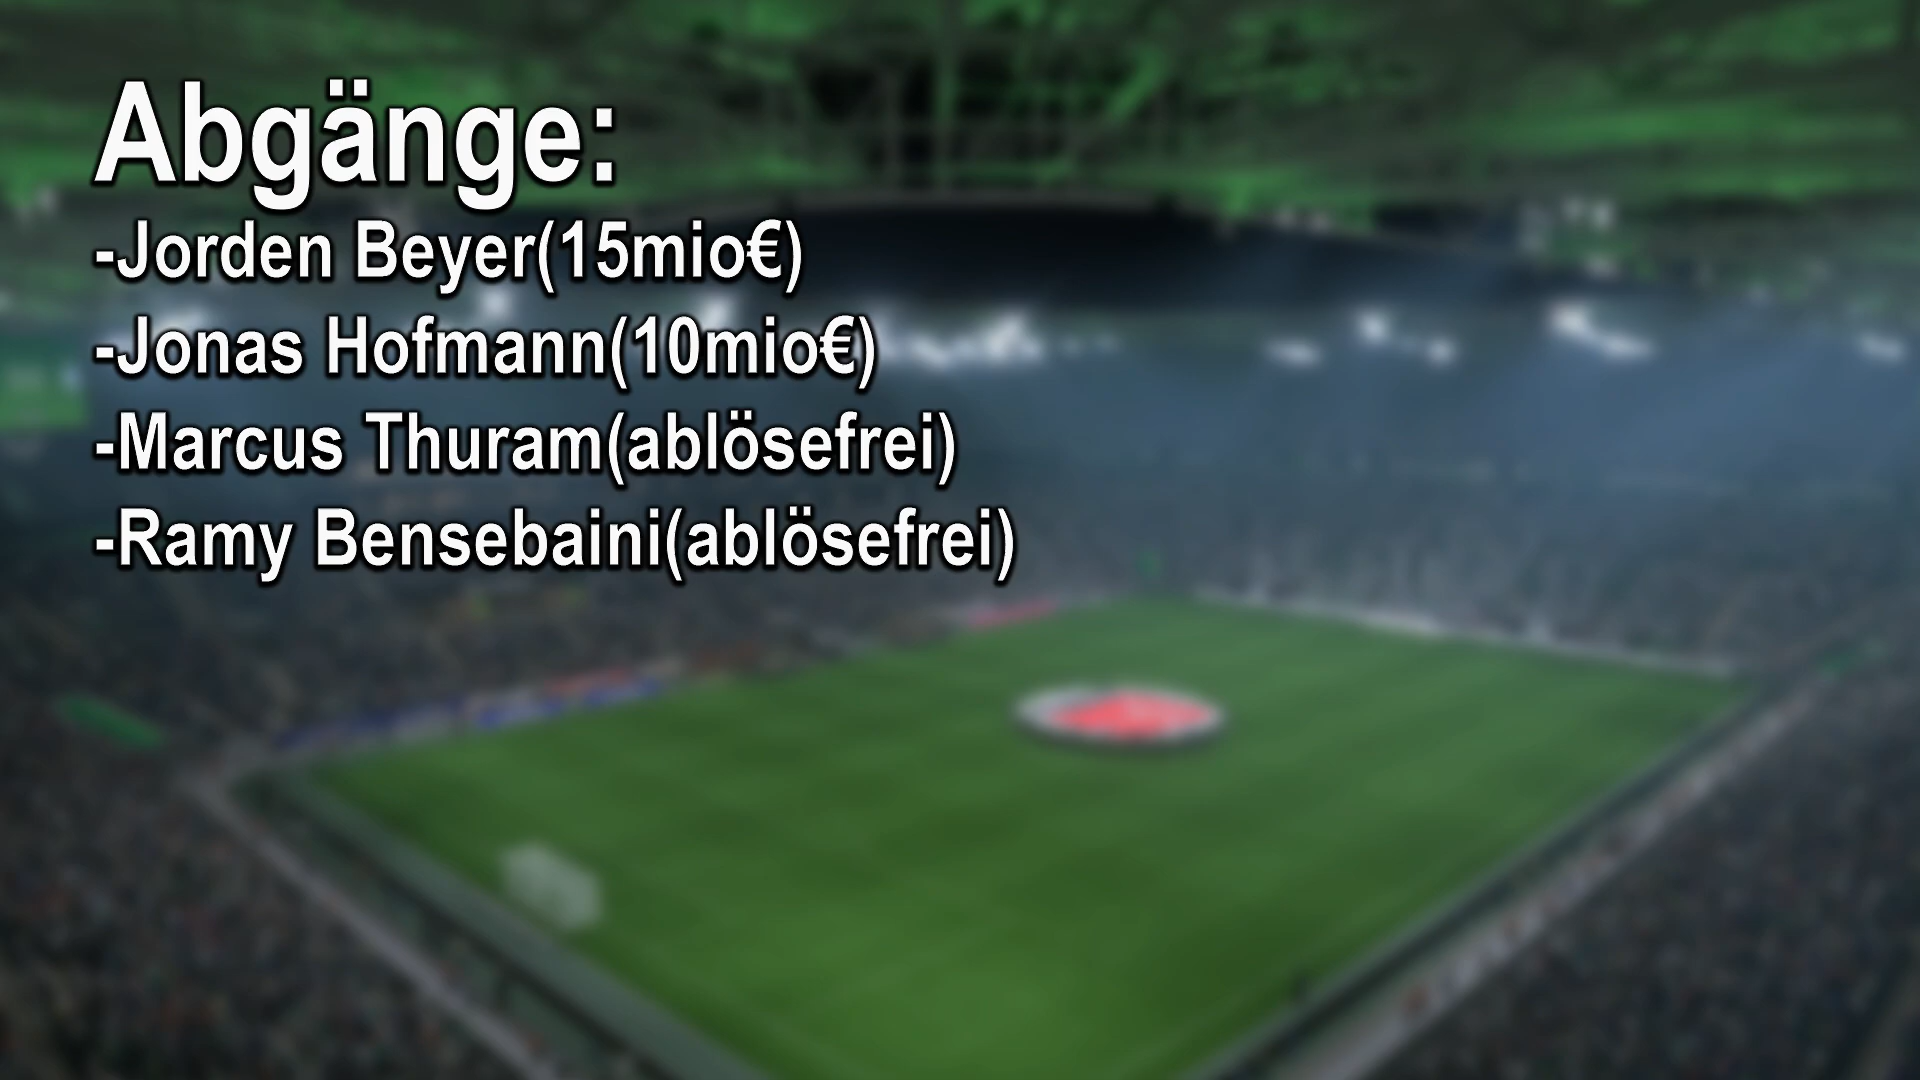 Abgänge:
-Jorden Beyer(15mio€)
-Jonas Hofmann(10mio€)
-Marcus Thuram(ablösefrei)
-Ramy Bensebaini(ablösefrei)